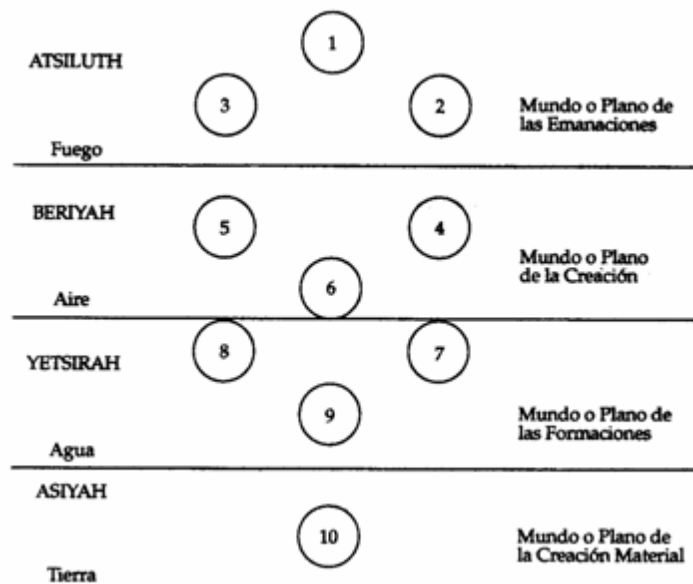 1
ATSILUTH
3
2
Mundo o Plano de
las Emanaciones
Fuego
BERIYAH
5
4
Mundo o Plano
de la Creación
6
Aire
8
7
YETSIRAH
9
Mundo o Plano de
las Formaciones
Agua
ASIYAH
10
Mundo o Plano de
la Creación Material
Tierra